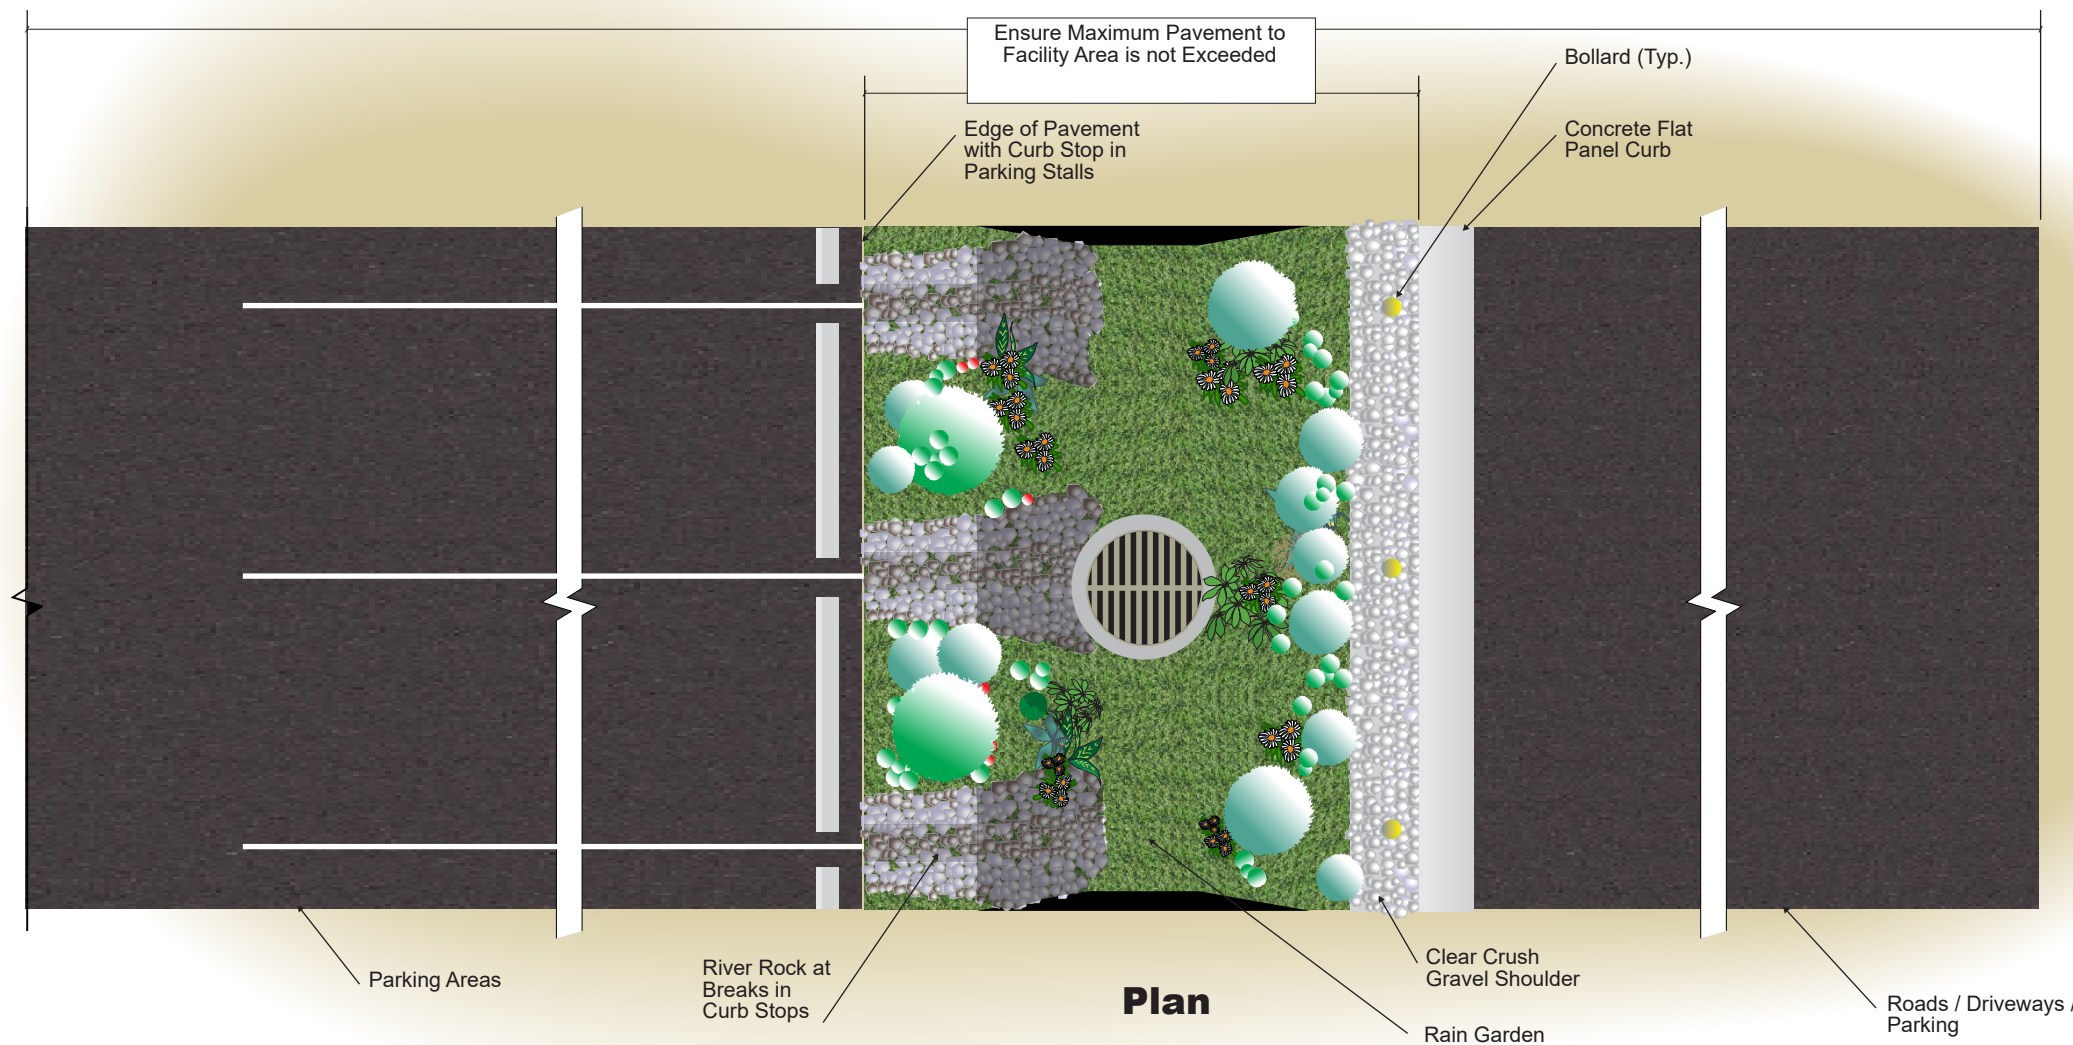 Ensure Maximum Pavement to
Facility Area is not Exceeded
Bollard (Typ.)
Edge of Pavement
with Curb Stop in
Parking Stalls
Concrete Flat
Panel Curb
Parking Areas
River Rock at
Breaks in
Curb Stops
Plan
Clear Crush
Gravel Shoulder
Rain Garden
Roads / Driveways /
Parking